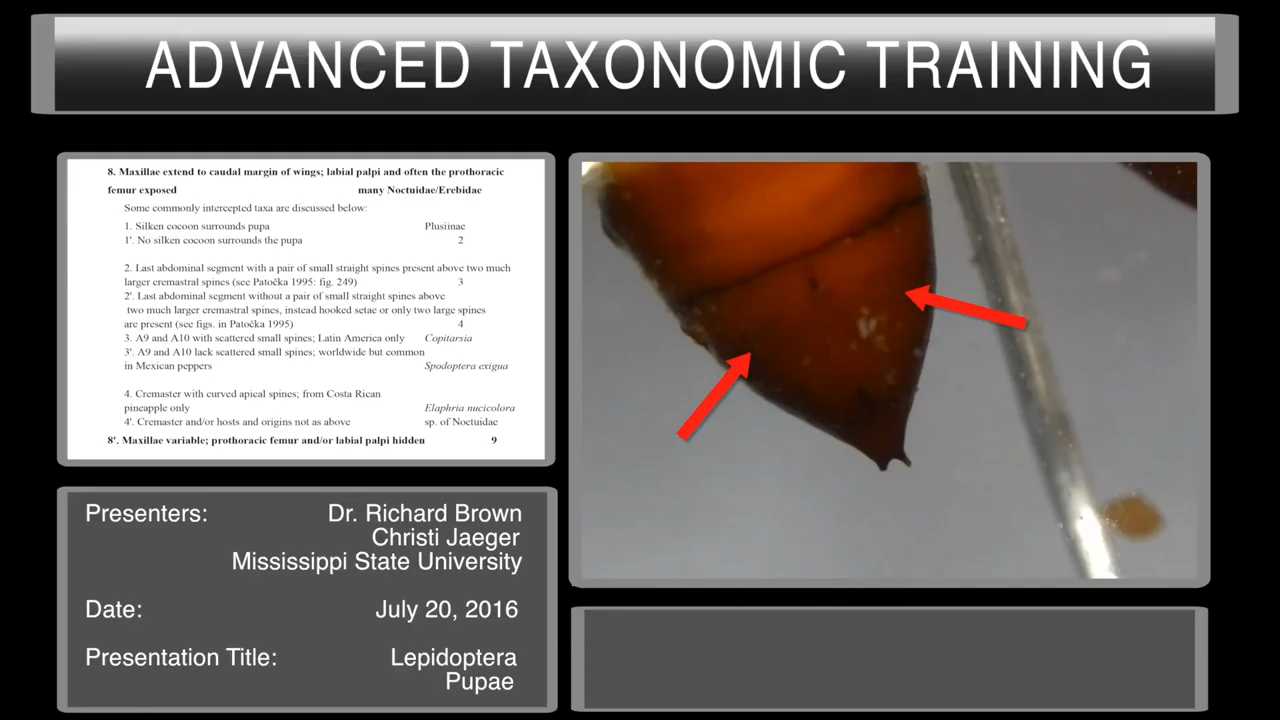 ADVANCED TAXONOMIC TRAINING
8. Maxillae extend to caudal margin of wings; labial palpi and often the prothoracic
femur exposed many Noctuidae/Erebidae
Some commonly intercepted taxa are discussed below:
1. Silken cocoon surrounds pupa Plusiinae
1'. No silken cocoon surrounds the pupa 2
2. Last abdominal segment with a pair of small straight spines present above two much
larger cremastral spines (see Patočka 1995: fig. 249) 3
2'. Last abdominal segment without a pair of small straight spines above
two much larger cremastral spines, instead hooked setae or only two large spines
are present (see figs. in Patočka 1995) 4
3. A9 and A10 with scattered small spines; Latin America only Copitarsia
3'. A9 and A10 lack scattered small spines; worldwide but common
in Mexican peppers Spodoptera exigua
4. Cremaster with curved apical spines; from Costa Rican
pineapple only Elaphria nucicolora
4'. Cremaster and/or hosts and origins not as above sp. of Noctuidae
8'. Maxillae variable; prothoracic femur and/or labial palpi hidden 9
Presenters: Dr. Richard Brown
Christi Jaeger
Mississippi State University
Date: July 20, 2016
Presentation Title: Lepidoptera
Pupae